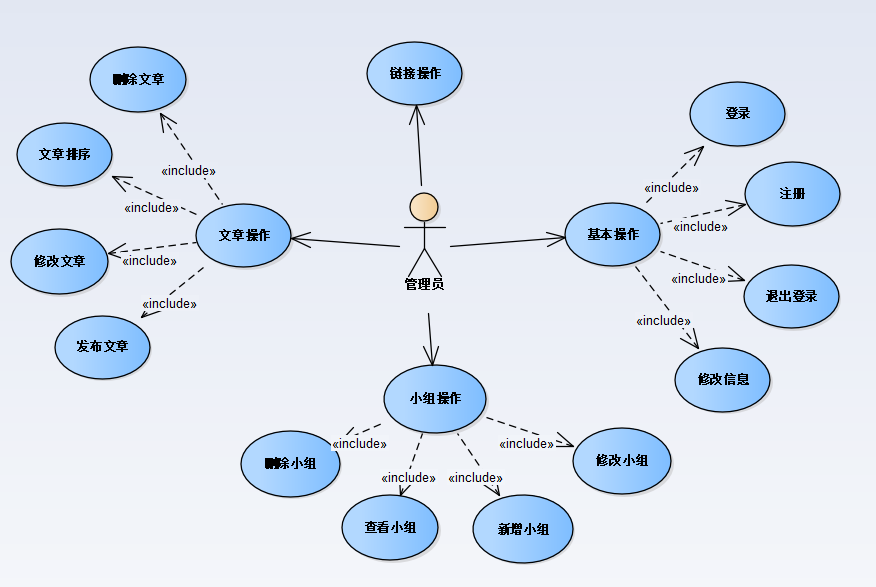 链接操作
删除文章
登录
文章排序
«include»
«include»
注册
«include»
管理员
文章操作
基本操作
«include»
修改文章
«include»
«include»
退出登录
«include»
«include»
发布文章
修改信息
小组操作
«include»
«include»
删除小组
修改小组
«include»
«include»
查看小组
新增小组